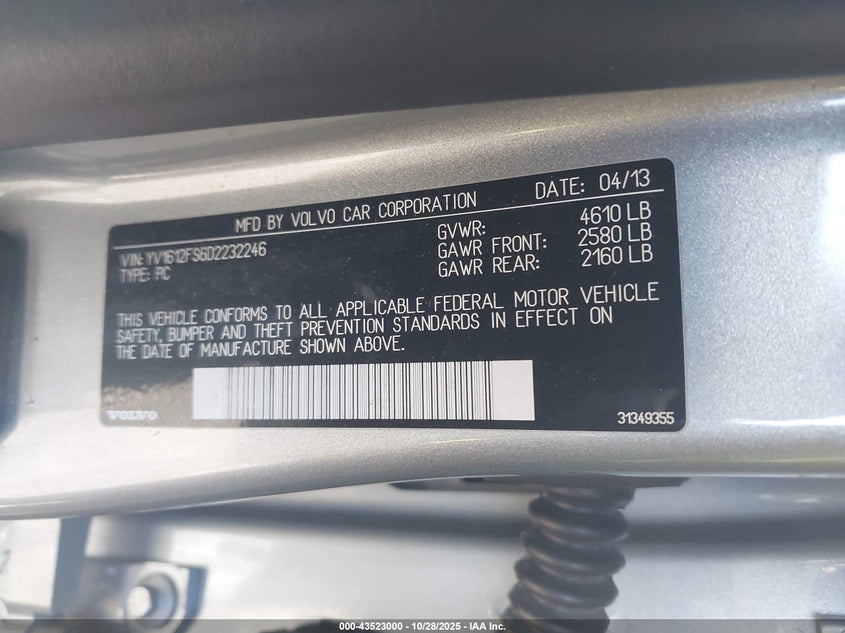 MFD BY VOLVO CAR CORPORATION DATE: 04/13
VIN: YV1612FS6D2232246
TYPE: PC
GVWR: 4610 LB
GAWR FRONT: 2580 LB
GAWR REAR: 2160 LB
THIS VEHICLE CONFORMS TO ALL APPLICABLE FEDERAL MOTOR VEHICLE
SAFETY, BUMPER AND THEFT PREVENTION STANDARDS IN EFFECT ON
THE DATE OF MANUFACTURE SHOWN ABOVE.
VOLVO
31349355
000-43523000 - 10/28/2025 - IAA Inc.